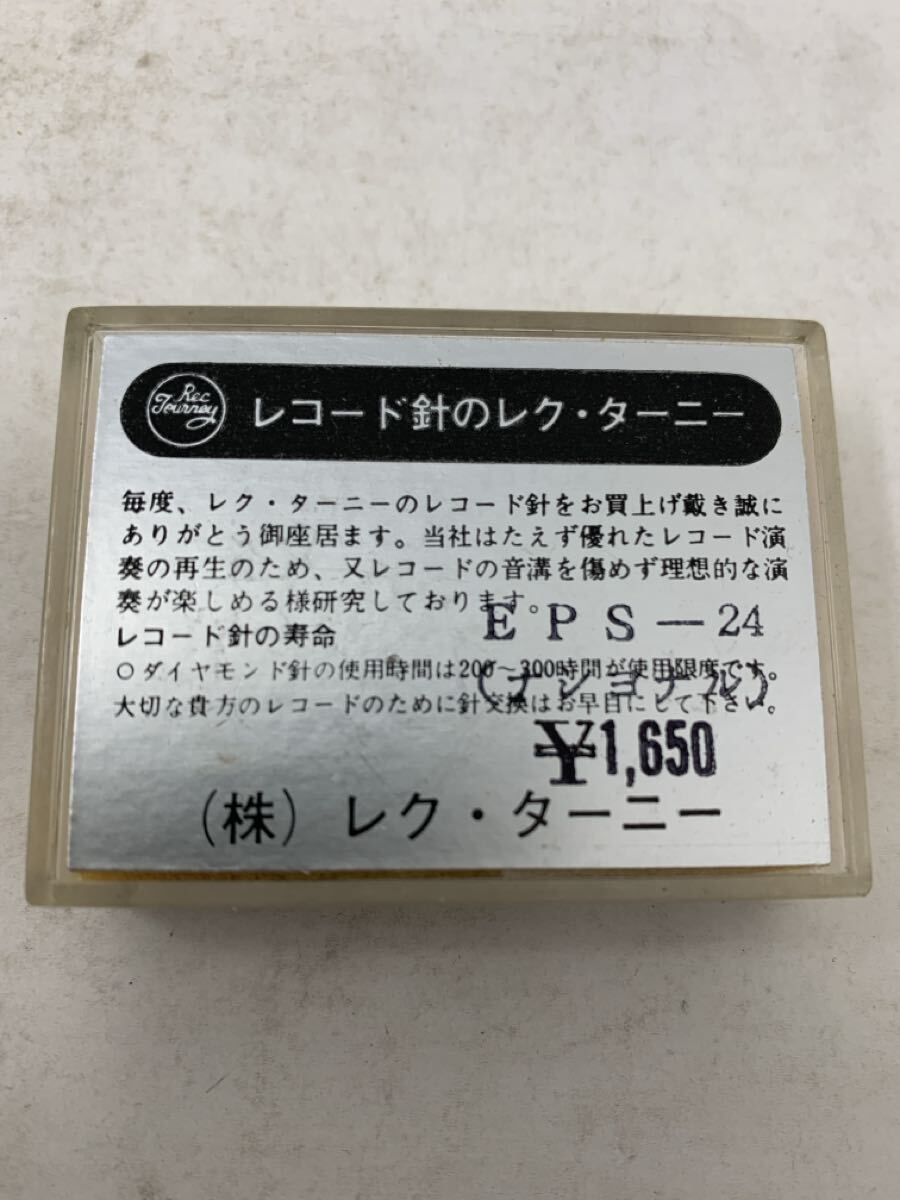 Rec
Tourney
レコード針のレク・ターニー
毎度、レク・ターニーのレコード針をお買上げ戴き誠に
ありがとう御座居ます。当社はたえず優れたレコード演
奏の再生のため、又レコードの音溝を傷めず理想的な演
奏が楽しめる様研究しております。
EPS—24
レコード針の寿命
○ダイヤモンド針の使用時間は200〜300時間が使用限度です。
(ナショナル)
大切な貴方のレコードのために針交換はお早目にして下さい。
¥1,650
(株) レク・ターニー